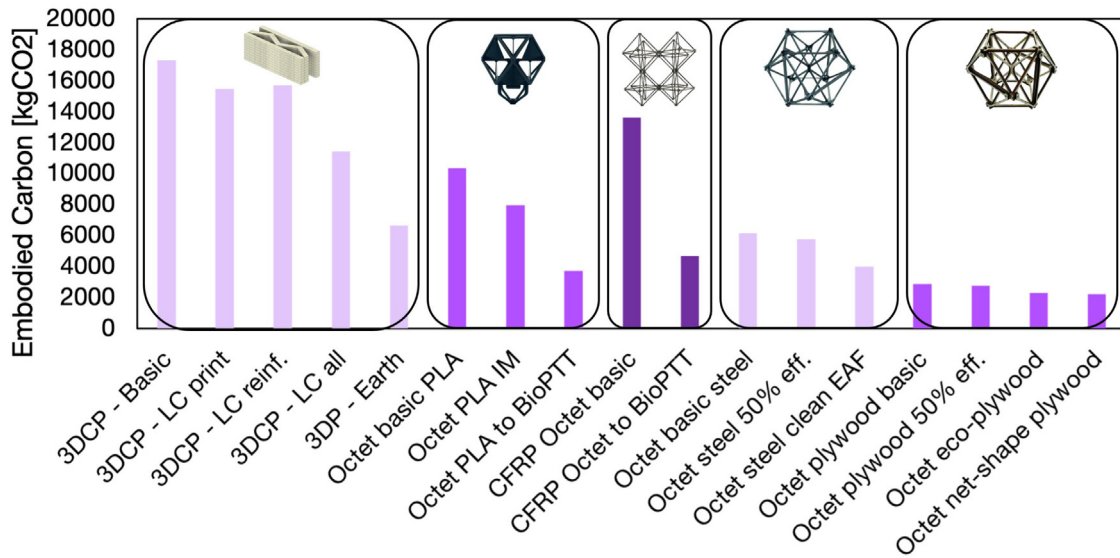 Embodied Carbon [kgCO2]
20000
18000
16000
14000
12000
10000
8000
6000
4000
2000
0
3DCP - Basic
3DCP - LC print
3DCP - LC reinf.
3DCP - LC all
3DP - Earth
Octet basic PLA
Octet PLA IM
Octet PLA to BioPTT
CFRP Octet basic
CFRP Octet to BioPTT
Octet basic steel
Octet steel 50% eff.
Octet steel clean EAF
Octet plywood basic
Octet plywood 50% eff.
Octet eco-plywood
Octet net-shape plywood